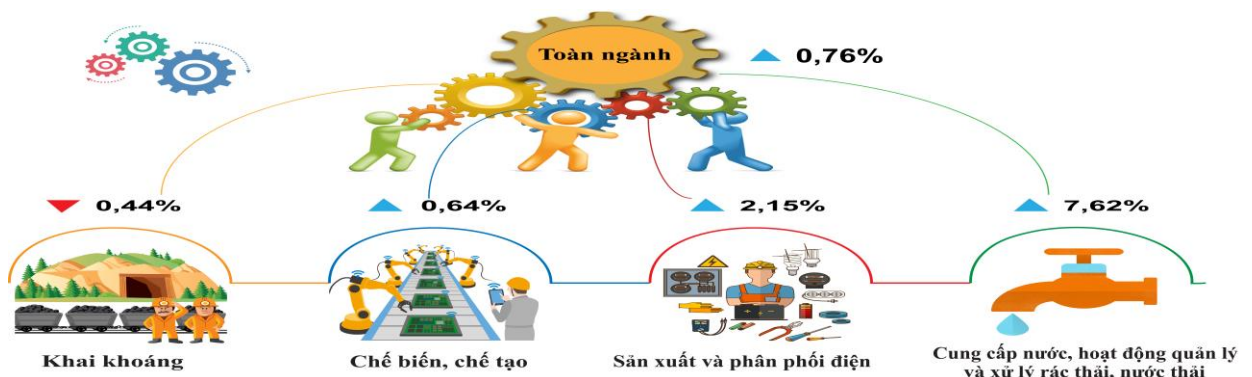 Toàn ngành
0,76%
0,44%
0,64%
2,15%
7,62%
Khai khoáng
Chế biến, chế tạo
Sản xuất và phân phối điện
Cung cấp nước, hoạt động quản lý
và xử lý rác thải, nước thải